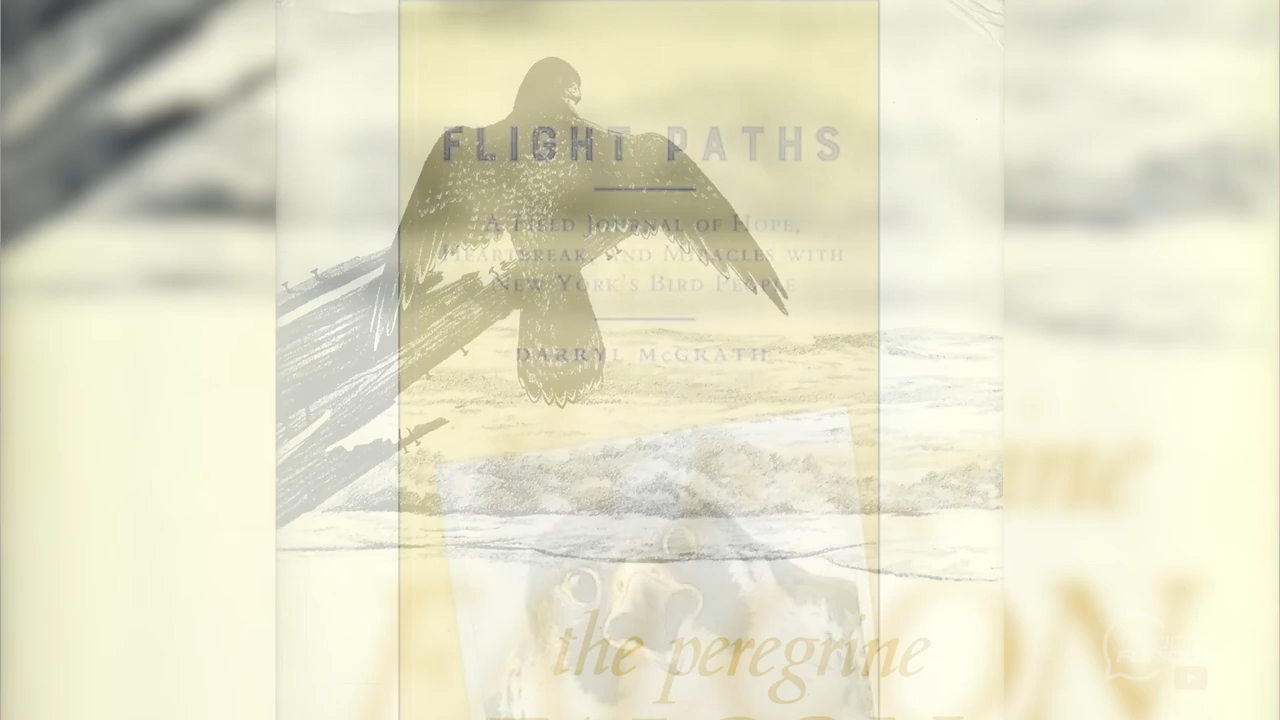 FLIGHT PATHS
A FIELD JOURNAL OF HOPE,
HEARTBREAK, AND MIRACLES WITH
NEW YORK'S BIRD PEOPLE
DARRYL McGRATH
the peregrine